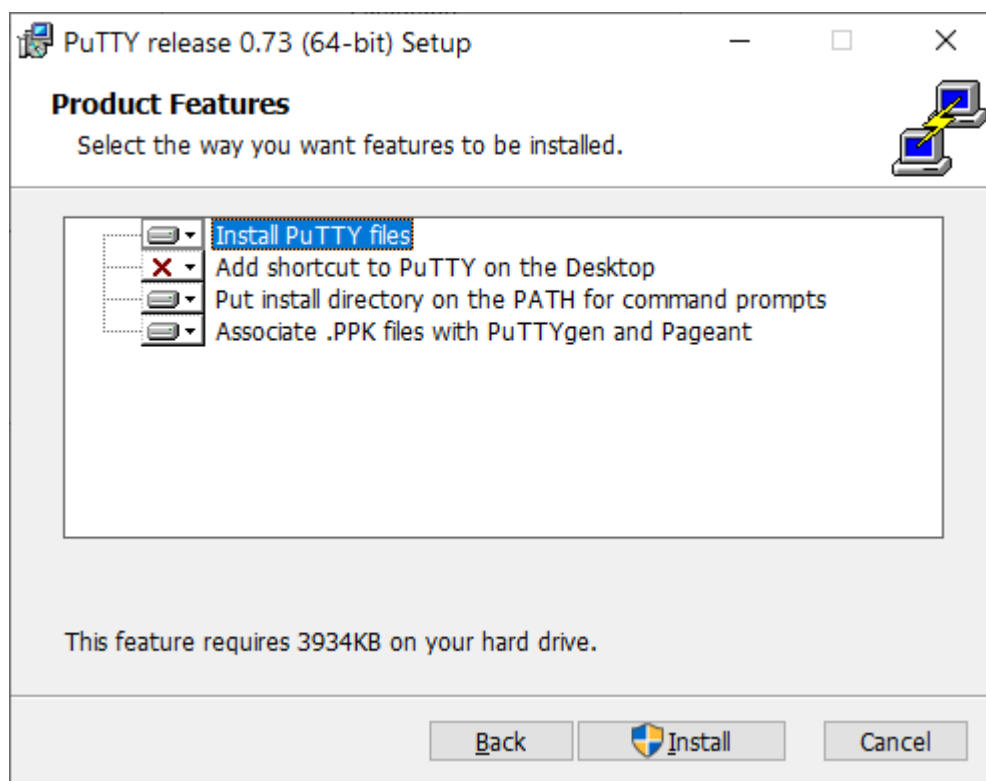 PuTTY release 0.73 (64-bit) Setup
Product Features
Select the way you want features to be installed.
Install PuTTY files
Add shortcut to PuTTY on the Desktop
Put install directory on the PATH for command prompts
Associate .PPK files with PuTTYgen and Pageant
This feature requires 3934KB on your hard drive.
Back
Install
Cancel